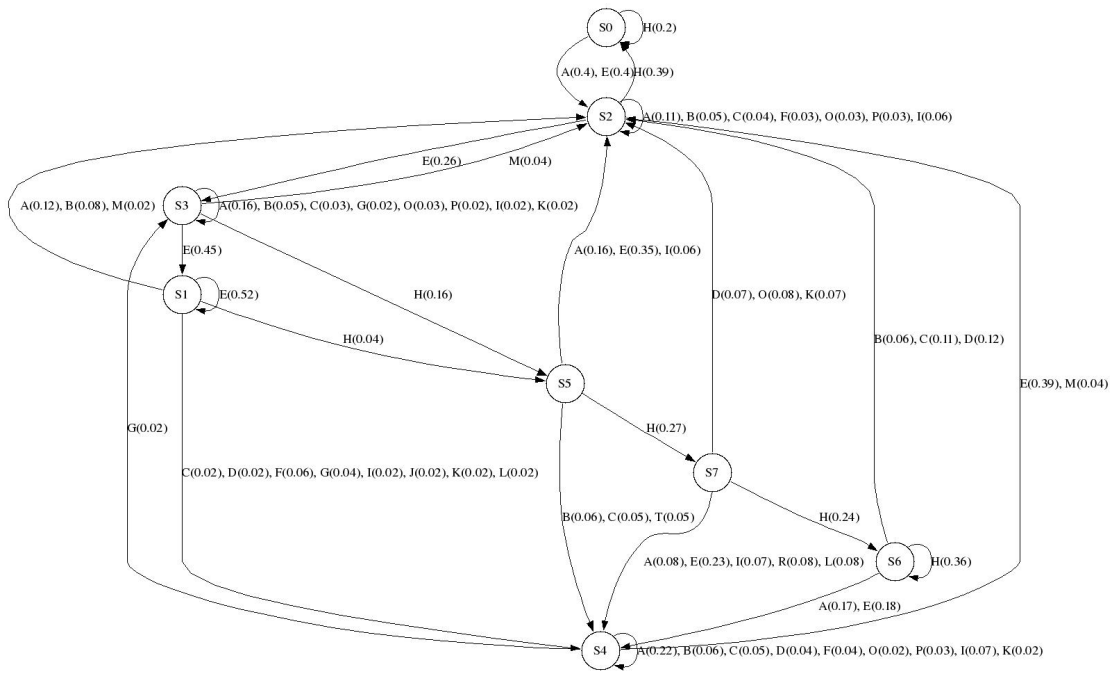 S0
H(0.2)
A(0.4), E(0.4)
H(0.39)
S2
A(0.11), B(0.05), C(0.04), F(0.03), O(0.03), P(0.03), I(0.06)
E(0.26)
M(0.04)
A(0.12), B(0.08), M(0.02)
S3
A(0.16), B(0.05), C(0.03), G(0.02), O(0.03), P(0.02), I(0.02), K(0.02)
E(0.45)
A(0.16), E(0.35), I(0.06)
S1
E(0.52)
H(0.16)
D(0.07), O(0.08), K(0.07)
H(0.04)
B(0.06), C(0.11), D(0.12)
S5
E(0.39), M(0.04)
G(0.02)
H(0.27)
C(0.02), D(0.02), F(0.06), G(0.04), I(0.02), J(0.02), K(0.02), L(0.02)
S7
B(0.06), C(0.05), T(0.05)
H(0.24)
A(0.08), E(0.23), I(0.07), R(0.08), L(0.08)
S6
H(0.36)
A(0.17), E(0.18)
S4
A(0.22), B(0.06), C(0.05), D(0.04), F(0.04), O(0.02), P(0.03), I(0.07), K(0.02)